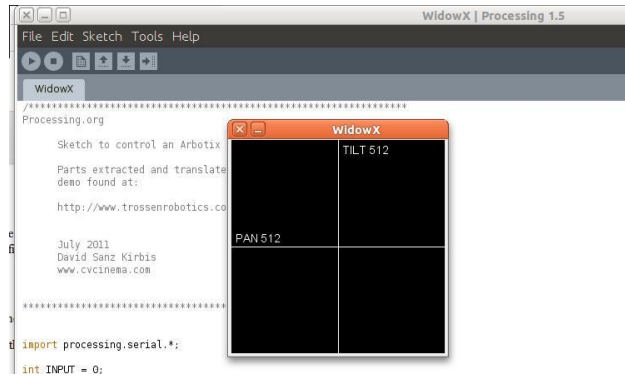 WidowX | Processing 1.5
File Edit Sketch Tools Help
WidowX
/*****************************************************************
Processing.org
Sketch to control an Arbotix
Parts extracted and translate
demo found at:
http://www.trossenrobotics.co
July 2011
David Sanz Kirbis
www.cvcinema.com
***********************************
import processing.serial.*;
int INPUT = 0;
WidowX
TILT 512
PAN 512